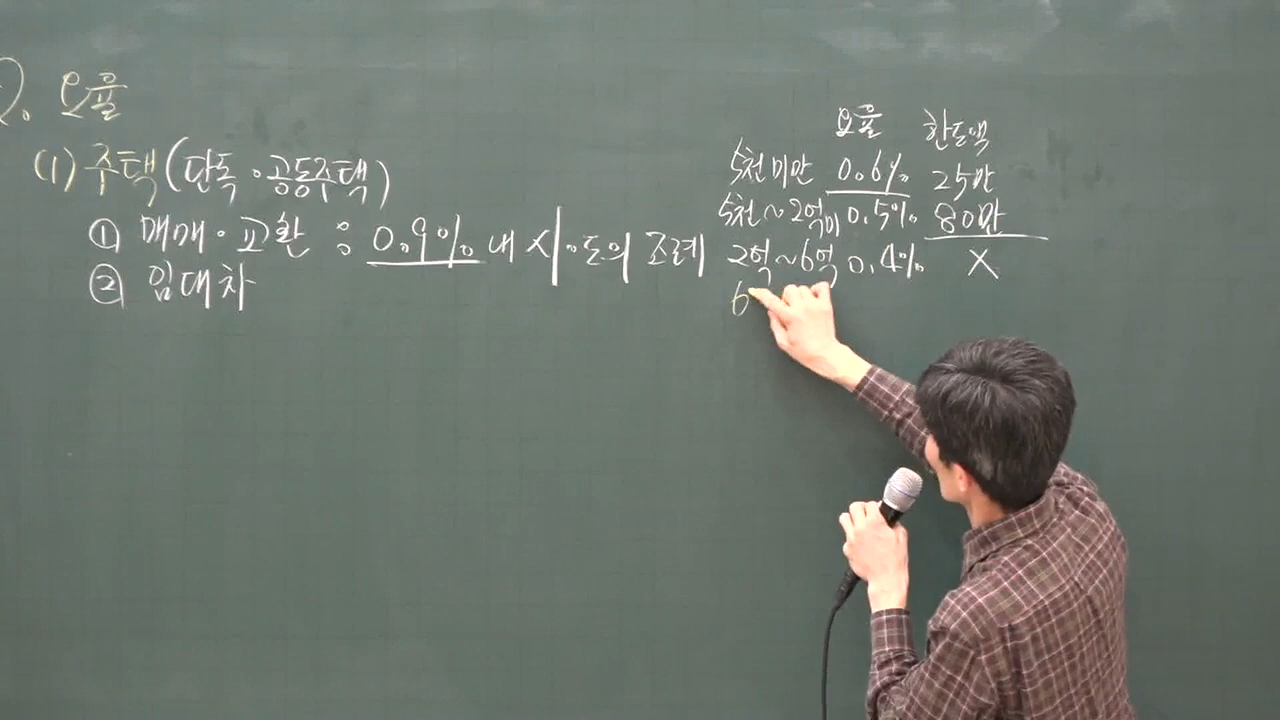 2. 요율
(1) 주택 (단독·공동주택)
① 매매·교환 : 0.9% 내 시·도의 조례
② 임대차
요율 한도액
5천미만 0.6% 25만
5천~2억미 0.5% 80만
2억~6억 0.4% X
6